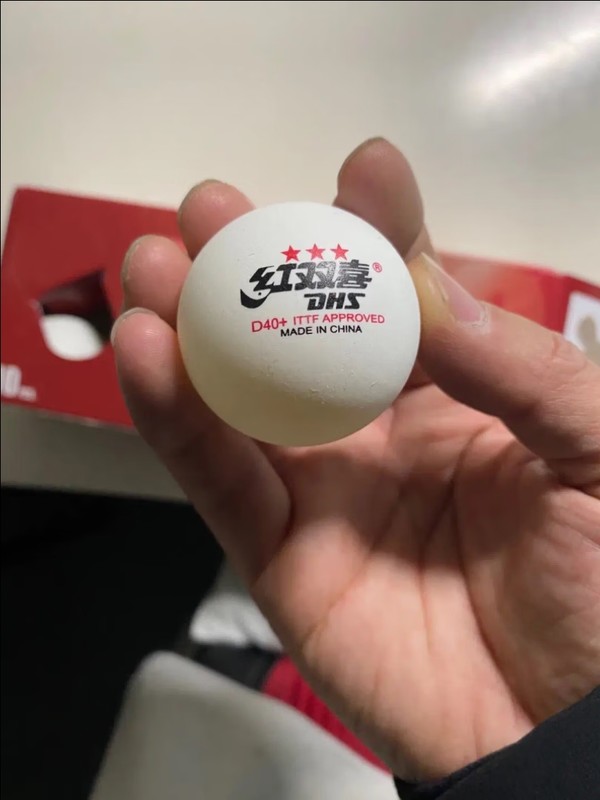 ★★★
红双喜®
DHS
D40+ ITTF APPROVED
MADE IN CHINA